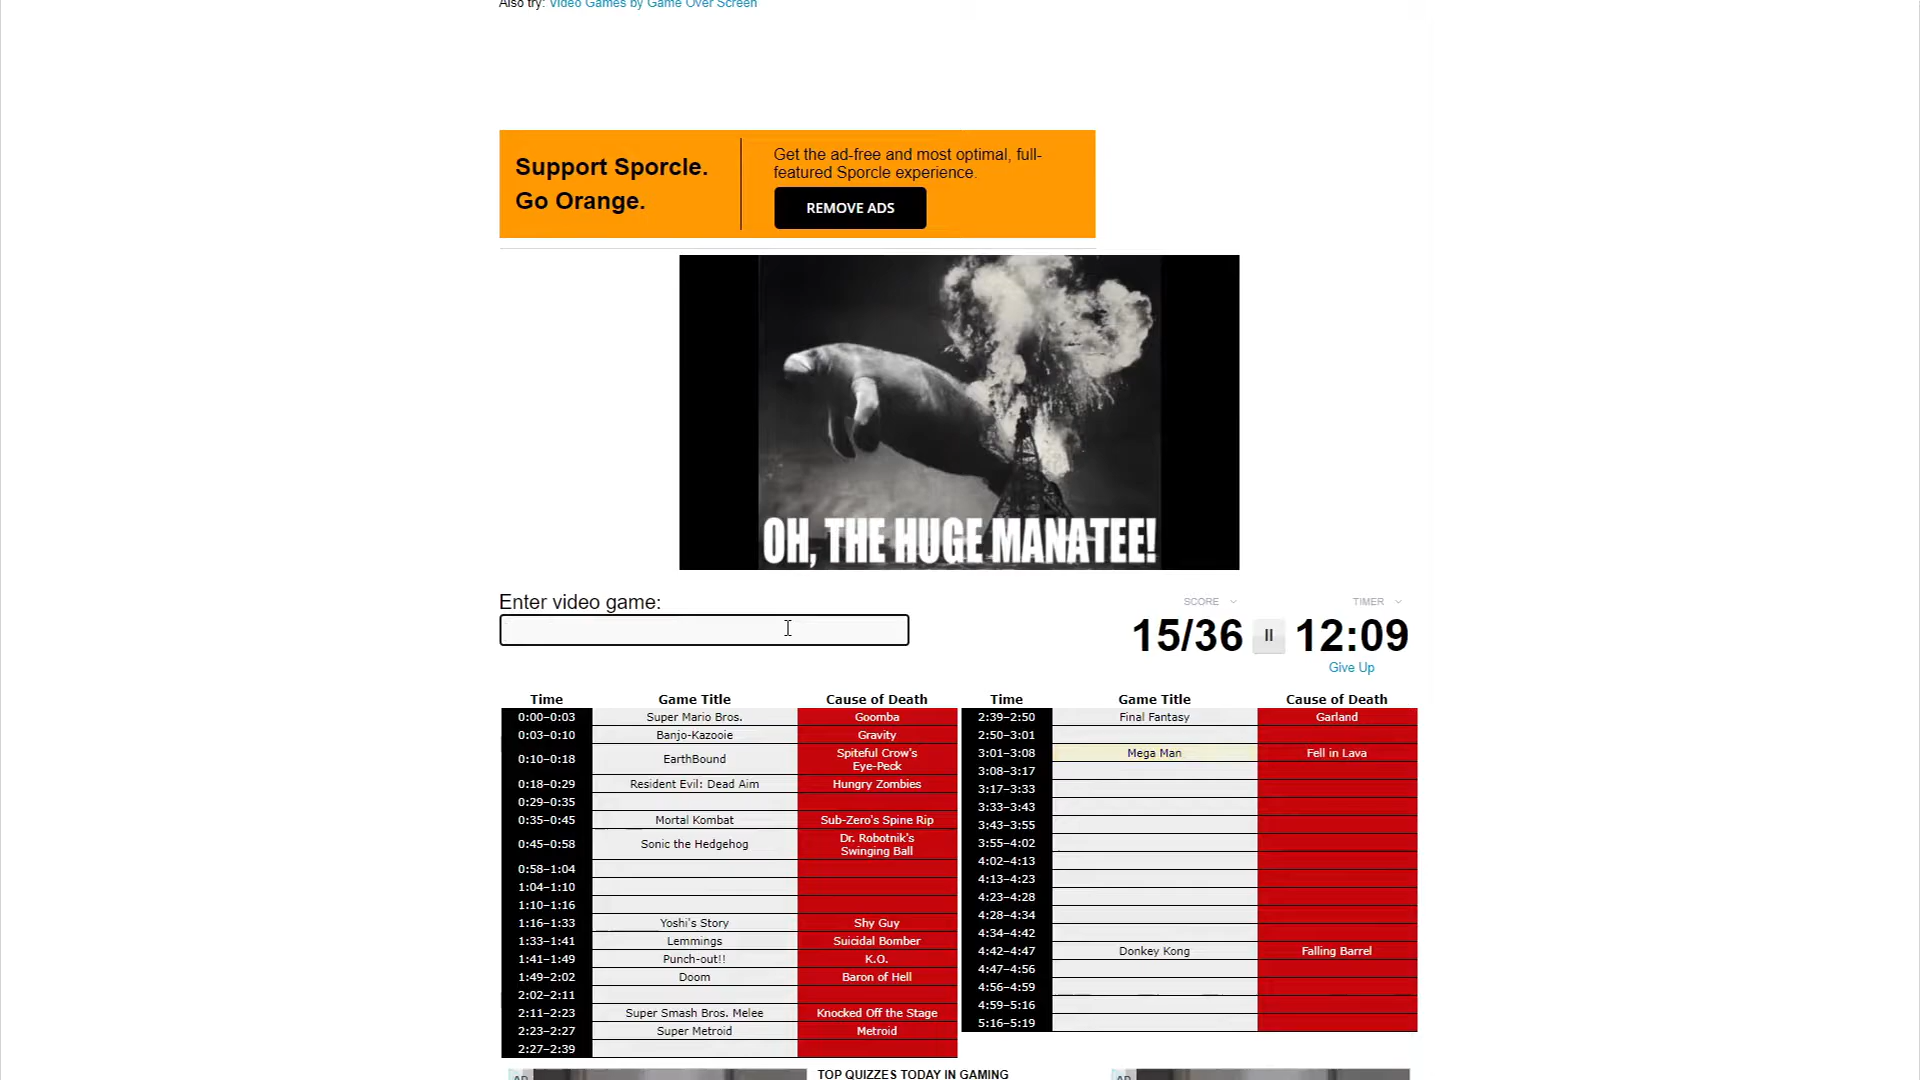 Also try: Video Games by Game Over Screen
Support Sporcle.
Go Orange.
Get the ad-free and most optimal, full-
featured Sporcle experience.
REMOVE ADS
OH, THE HUGE MANATEE!
Enter video game:
SCORE
TIMER
15/36
12:09
Give Up
Time Game Title Cause of Death
0:00–0:03 Super Mario Bros. Goomba
0:03–0:10 Banjo-Kazooie Gravity
0:10–0:18 EarthBound Spiteful Crow's
Eye-Peck
0:18–0:29 Resident Evil: Dead Aim Hungry Zombies
0:29–0:35
0:35–0:45 Mortal Kombat Sub-Zero's Spine Rip
0:45–0:58 Sonic the Hedgehog Dr. Robotnik's
Swinging Ball
0:58–1:04
1:04–1:10
1:10–1:16
1:16–1:33 Yoshi's Story Shy Guy
1:33–1:41 Lemmings Suicidal Bomber
1:41–1:49 Punch-out!! K.O.
1:49–2:02 Doom Baron of Hell
2:02–2:11
2:11–2:23 Super Smash Bros. Melee Knocked Off the Stage
2:23–2:27 Super Metroid Metroid
2:27–2:39
Time Game Title Cause of Death
2:39–2:50 Final Fantasy Garland
2:50–3:01
3:01–3:08 Mega Man Fell in Lava
3:08–3:17
3:17–3:33
3:33–3:43
3:43–3:55
3:55–4:02
4:02–4:13
4:13–4:23
4:23–4:28
4:28–4:34
4:34–4:42
4:42–4:47 Donkey Kong Falling Barrel
4:47–4:56
4:56–4:59
4:59–5:16
5:16–5:19
AD
TOP QUIZZES TODAY IN GAMING
AD